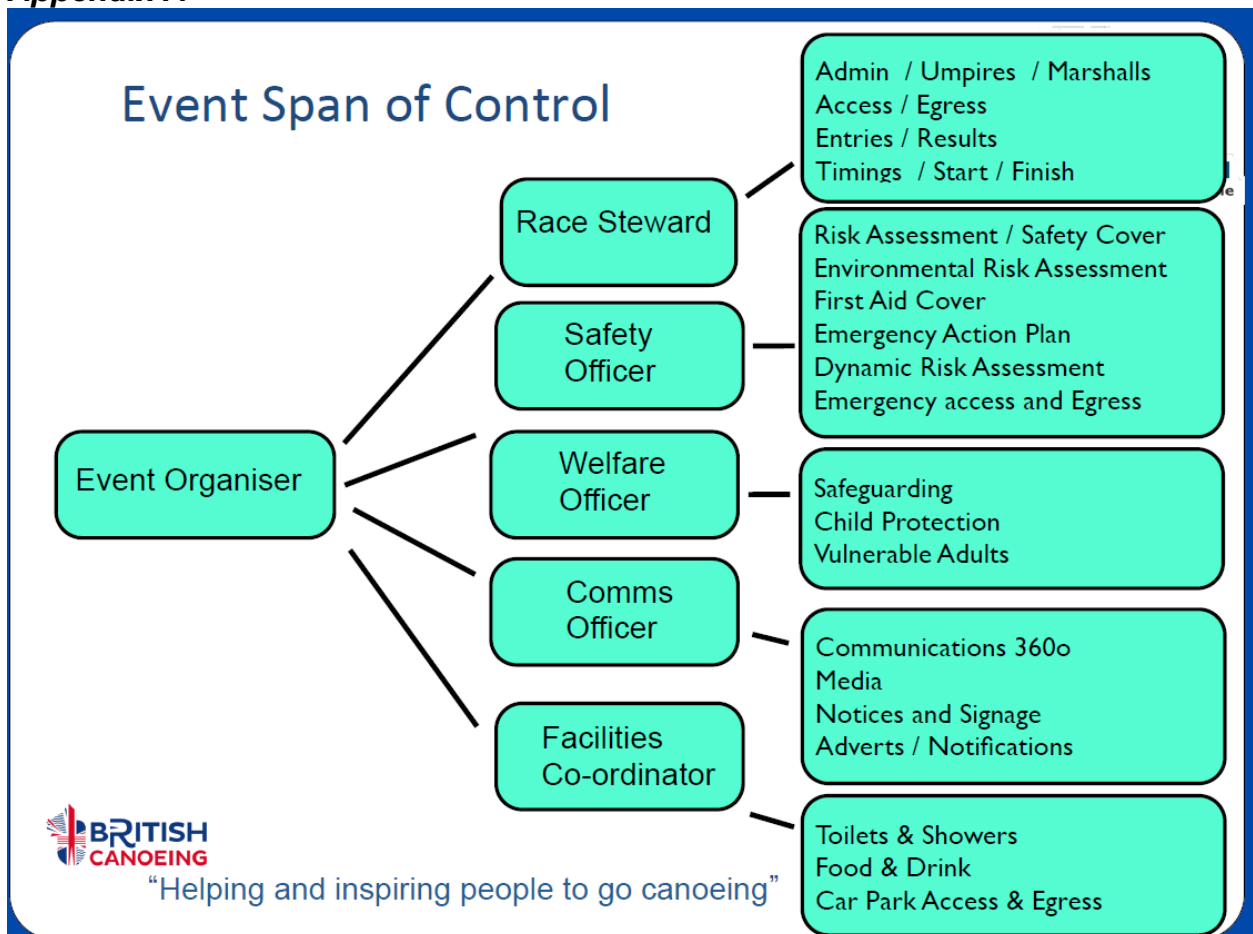 Event Span of Control
Admin / Umpires / Marshalls
Access / Egress
Entries / Results
Timings / Start / Finish
Race Steward
Risk Assessment / Safety Cover
Environmental Risk Assessment
First Aid Cover
Emergency Action Plan
Dynamic Risk Assessment
Emergency access and Egress
Safety
Officer
Event Organiser
Welfare
Officer
Safeguarding
Child Protection
Vulnerable Adults
Comms
Officer
Communications 360o
Media
Notices and Signage
Adverts / Notifications
Facilities
Co-ordinator
Toilets & Showers
Food & Drink
Car Park Access & Egress
BRITISH
CANOEING
“Helping and inspiring people to go canoeing”